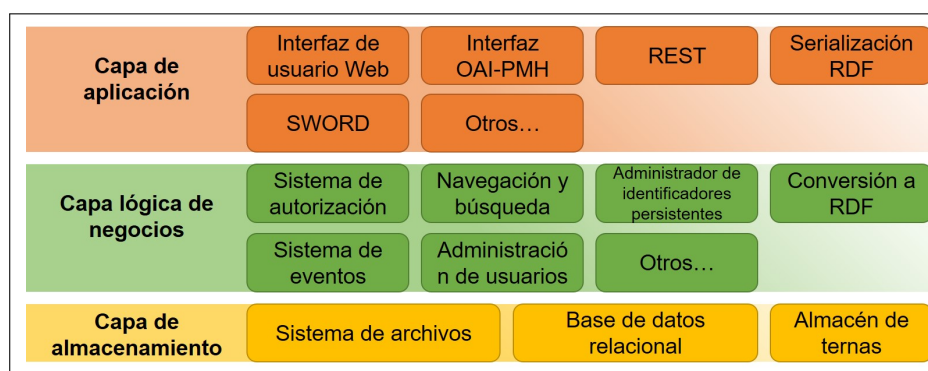 Capa de
aplicación
Interfaz de
usuario Web
Interfaz
OAI-PMH
REST
Serialización
RDF
SWORD
Otros…
Capa lógica de
negocios
Sistema de
autorización
Navegación y
búsqueda
Administrador de
identificadores
persistentes
Conversión a
RDF
Sistema de
eventos
Administració
n de usuarios
Otros…
Capa de
almacenamiento
Sistema de archivos
Base de datos
relacional
Almacén de
ternas